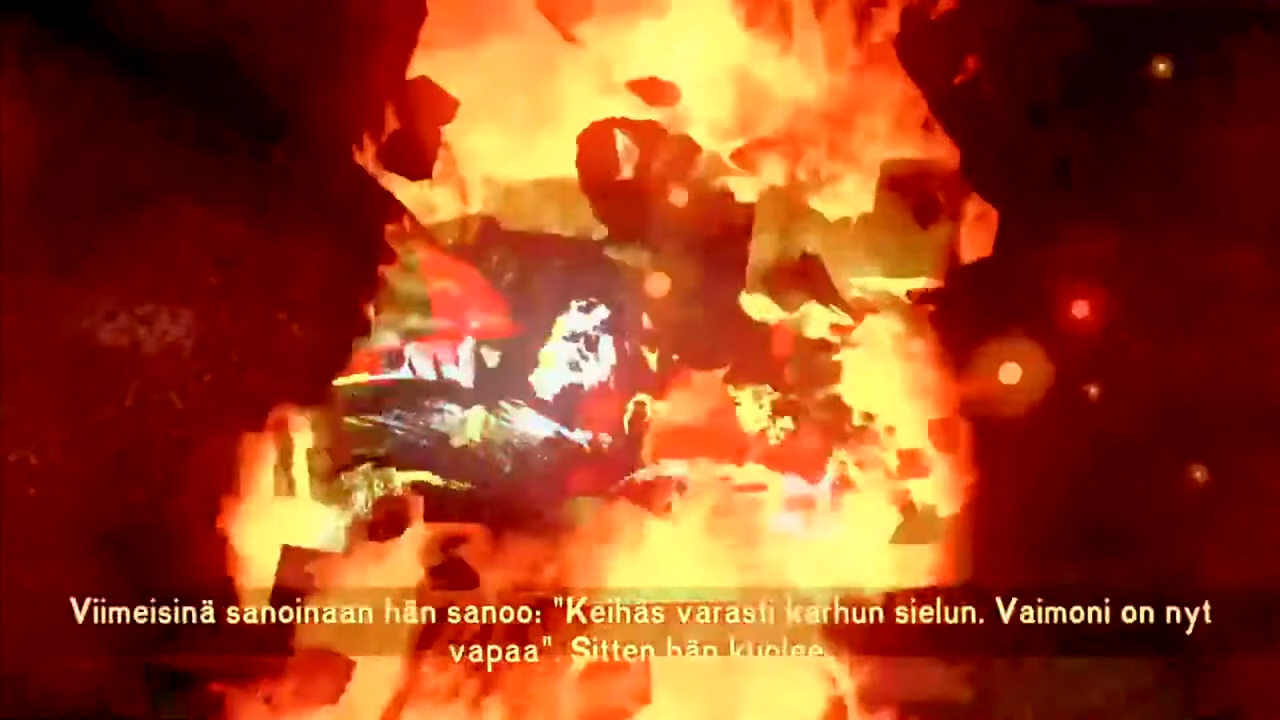 Viimeisinä sanoinaan hän sanoo: "Keihäs varasti karhun sielun. Vaimoni on nyt
vapaa". Sitten hän kuolee.